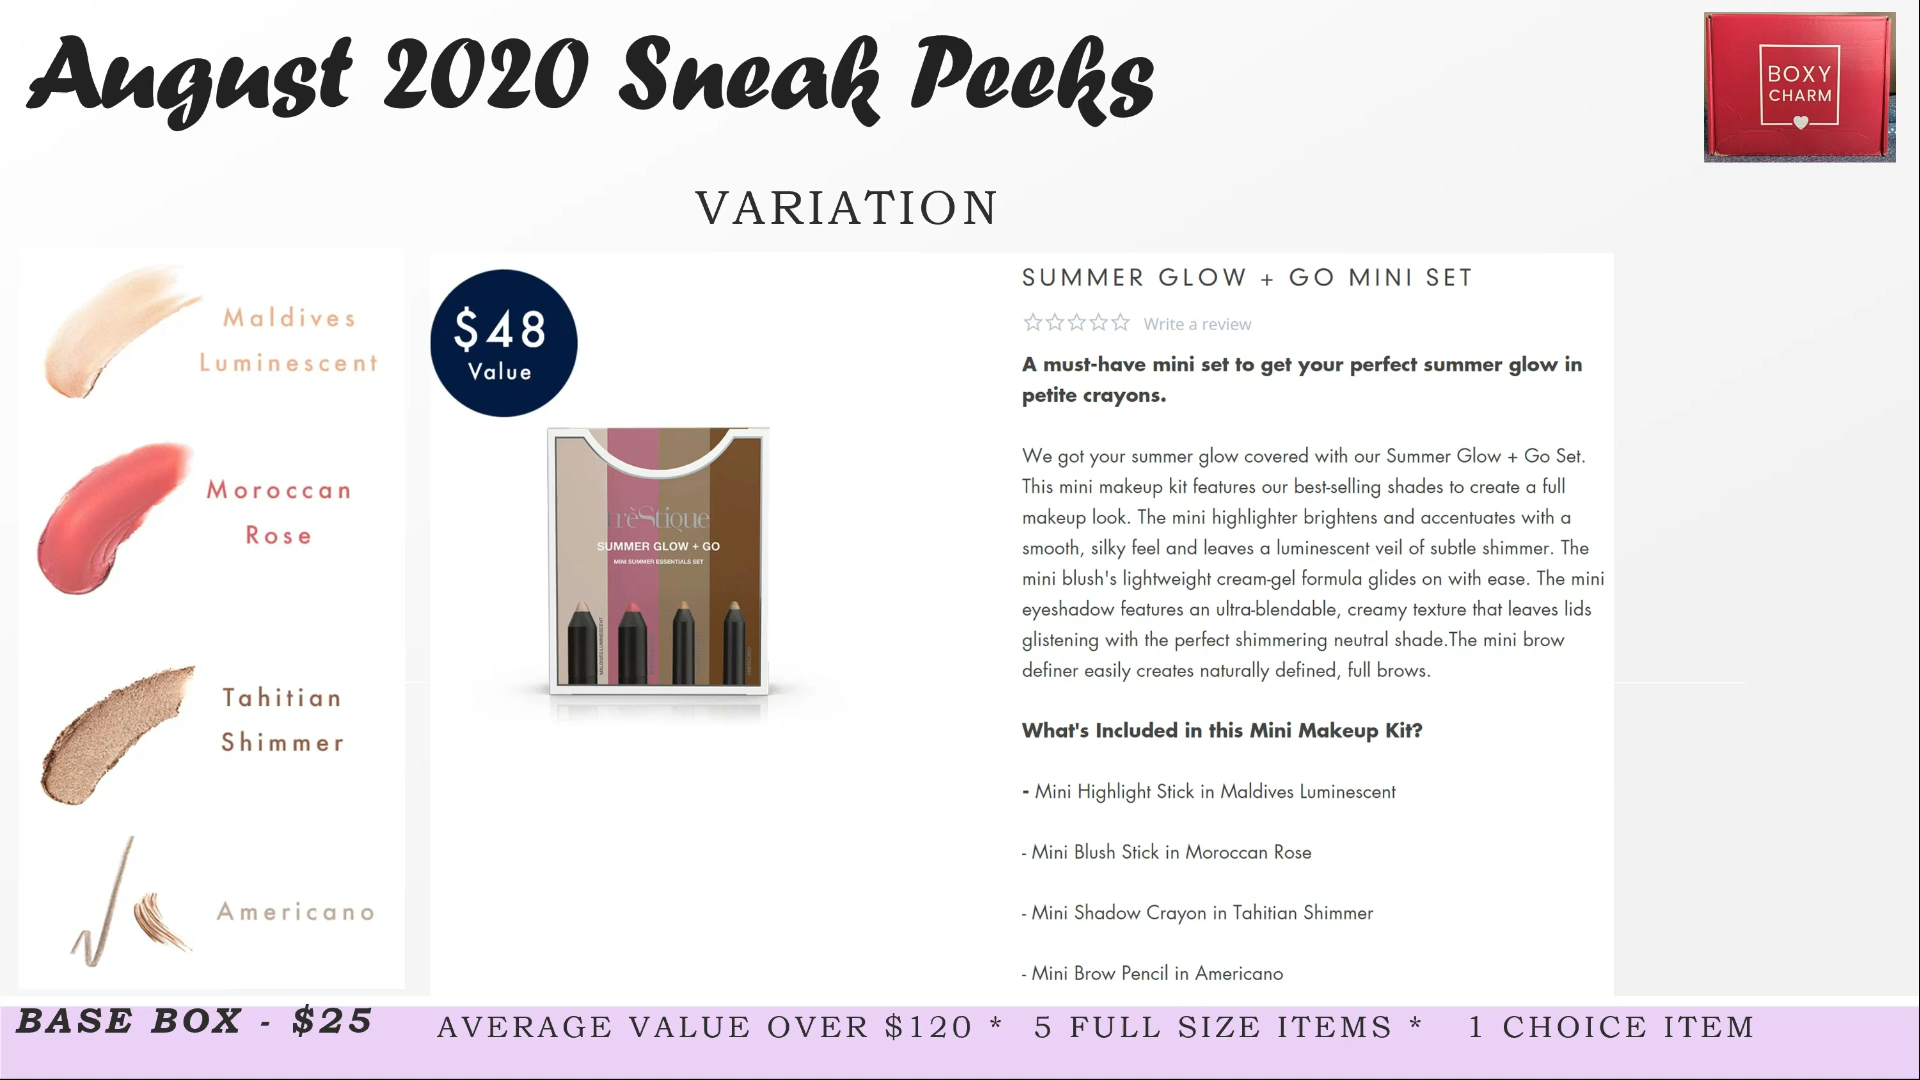 August 2020 Sneak Peeks
BOXY
CHARM
VARIATION
Maldives
Luminescent
Moroccan
Rose
Tahitian
Shimmer
Americano
$48
Value
trèStique
SUMMER GLOW + GO
MINI SUMMER ESSENTIALS SET
SUMMER GLOW + GO MINI SET
Write a review
A must-have mini set to get your perfect summer glow in
petite crayons.
We got your summer glow covered with our Summer Glow + Go Set.
This mini makeup kit features our best-selling shades to create a full
makeup look. The mini highlighter brightens and accentuates with a
smooth, silky feel and leaves a luminescent veil of subtle shimmer. The
mini blush's lightweight cream-gel formula glides on with ease. The mini
eyeshadow features an ultra-blendable, creamy texture that leaves lids
glistening with the perfect shimmering neutral shade.The mini brow
definer easily creates naturally defined, full brows.
What's Included in this Mini Makeup Kit?
- Mini Highlight Stick in Maldives Luminescent
- Mini Blush Stick in Moroccan Rose
- Mini Shadow Crayon in Tahitian Shimmer
- Mini Brow Pencil in Americano
BASE BOX - $25
AVERAGE VALUE OVER $120 * 5 FULL SIZE ITEMS * 1 CHOICE ITEM